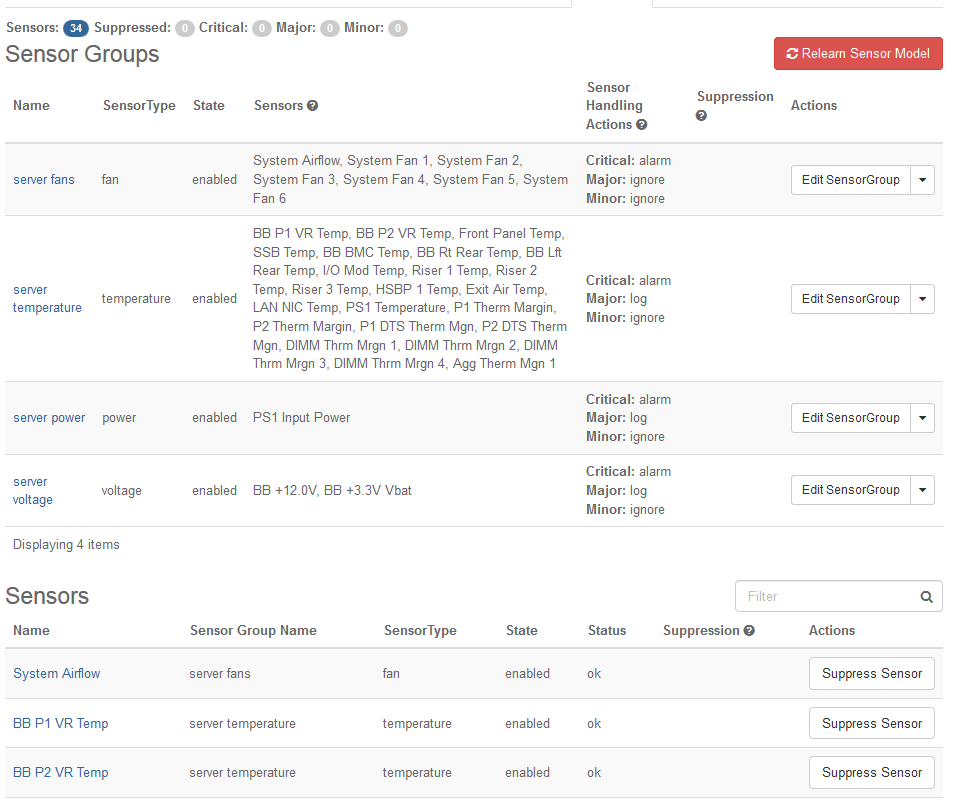 Sensors: 34 Suppressed: 0 Critical: 0 Major: 0 Minor: 0
Sensor Groups
Relearn Sensor Model
Name SensorType State Sensors Sensor Handling Actions Suppression Actions
server fans fan enabled System Airflow, System Fan 1, System Fan 2,
System Fan 3, System Fan 4, System Fan 5, System
Fan 6
Critical: alarm
Major: ignore
Minor: ignore
Edit SensorGroup
server
temperature
temperature enabled
BB P1 VR Temp, BB P2 VR Temp, Front Panel Temp,
SSB Temp, BB BMC Temp, BB Rt Rear Temp, BB Lft
Rear Temp, I/O Mod Temp, Riser 1 Temp, Riser 2
Temp, Riser 3 Temp, HSBP 1 Temp, Exit Air Temp,
LAN NIC Temp, PS1 Temperature, P1 Therm Margin,
P2 Therm Margin, P1 DTS Therm Mgn, P2 DTS Therm
Mgn, DIMM Thrm Mrgn 1, DIMM Thrm Mrgn 2, DIMM
Thrm Mrgn 3, DIMM Thrm Mrgn 4, Agg Therm Mgn 1
Critical: alarm
Major: log
Minor: ignore
Edit SensorGroup
server power power enabled PS1 Input Power
Critical: alarm
Major: log
Minor: ignore
Edit SensorGroup
server
voltage
voltage enabled BB +12.0V, BB +3.3V Vbat
Critical: alarm
Major: log
Minor: ignore
Edit SensorGroup
Displaying 4 items
Sensors
Filter
Name Sensor Group Name SensorType State Status Suppression Actions
System Airflow server fans fan enabled ok Suppress Sensor
BB P1 VR Temp server temperature temperature enabled ok Suppress Sensor
BB P2 VR Temp server temperature temperature enabled ok Suppress Sensor